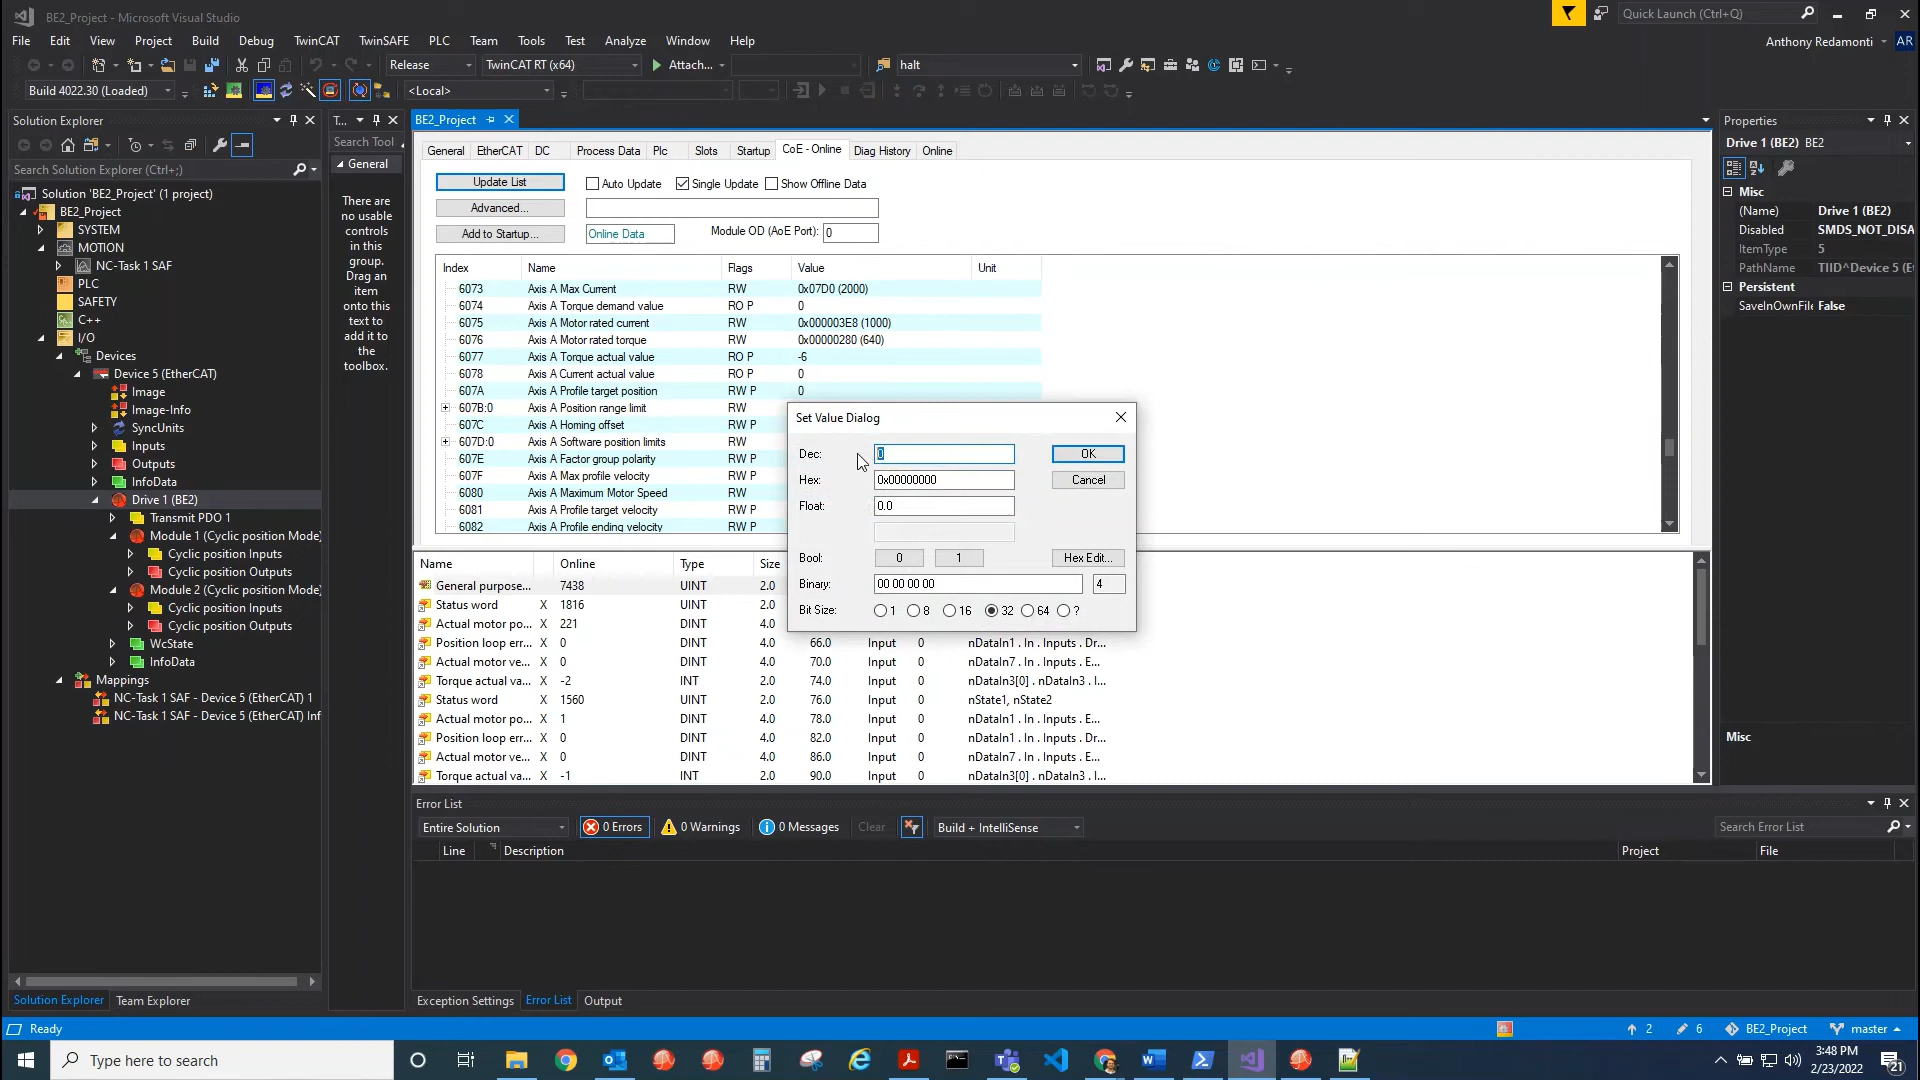 BE2_Project - Microsoft Visual Studio
Quick Launch (Ctrl+Q)
File Edit View Project Build Debug TwinCAT TwinSAFE PLC Team Tools Test Analyze Window Help
Anthony Redamonti AR
Release TwinCAT RT (x64) Attach... halt
Build 4022.30 (Loaded) <Local>
Solution Explorer
Search Solution Explorer (Ctrl+;)
Solution 'BE2_Project' (1 project)
BE2_Project
SYSTEM
MOTION
NC-Task 1 SAF
PLC
SAFETY
C++
I/O
Devices
Device 5 (EtherCAT)
Image
Image-Info
SyncUnits
Inputs
Outputs
InfoData
Drive 1 (BE2)
Transmit PDO 1
Module 1 (Cyclic position Mode)
Cyclic position Inputs
Cyclic position Outputs
Module 2 (Cyclic position Mode)
Cyclic position Inputs
Cyclic position Outputs
WcState
InfoData
Mappings
NC-Task 1 SAF - Device 5 (EtherCAT) 1
NC-Task 1 SAF - Device 5 (EtherCAT) Inf
Solution Explorer Team Explorer
T...
Search Tool
General
There are
no usable
controls
in this
group.
Drag an
item
onto this
text to
add it to
the
toolbox.
BE2_Project
General EtherCAT DC Process Data Plc Slots Startup CoE - Online Diag History Online
Update List Auto Update Single Update Show Offline Data
Advanced...
Add to Startup... Online Data Module OD (AoE Port): 0
Index Name Flags Value Unit
6073 Axis A Max Current RW 0x07D0 (2000)
6074 Axis A Torque demand value RO P 0
6075 Axis A Motor rated current RW 0x000003E8 (1000)
6076 Axis A Motor rated torque RW 0x00000280 (640)
6077 Axis A Torque actual value RO P -6
6078 Axis A Current actual value RO P 0
607A Axis A Profile target position RW P 0
607B:0 Axis A Position range limit RW
607C Axis A Homing offset RW P
607D:0 Axis A Software position limits RW
607E Axis A Factor group polarity RW P
607F Axis A Max profile velocity RW P
6080 Axis A Maximum Motor Speed RW
6081 Axis A Profile target velocity RW P
6082 Axis A Profile ending velocity RW P
Set Value Dialog
Dec: 0 OK
Hex: 0x00000000 Cancel
Float: 0.0
Bool: 0 1 Hex Edit...
Binary: 00 00 00 00 4
Bit Size: 1 8 16 32 64 ?
Name Online Type Size
General purpose... 7438 UINT 2.0
Status word X 1816 UINT 2.0
Actual motor po... X 221 DINT 4.0
Position loop err... X 0 DINT 4.0 66.0 Input 0 nDataIn1 . In . Inputs . Dr...
Actual motor ve... X 0 DINT 4.0 70.0 Input 0 nDataIn7 . In . Inputs . E...
Torque actual va... X -2 INT 2.0 74.0 Input 0 nDataIn3[0] . nDataIn3 . I...
Status word X 1560 UINT 2.0 76.0 Input 0 nState1, nState2
Actual motor po... X 1 DINT 4.0 78.0 Input 0 nDataIn1 . In . Inputs . E...
Position loop err... X 0 DINT 4.0 82.0 Input 0 nDataIn1 . In . Inputs . E...
Actual motor ve... X 0 DINT 4.0 86.0 Input 0 nDataIn7 . In . Inputs . E...
Torque actual va... X -1 INT 2.0 90.0 Input 0 nDataIn3[0] . nDataIn3 . I...
Error List
Entire Solution 0 Errors 0 Warnings 0 Messages Clear Build + IntelliSense Search Error List
Line Description Project File
Exception Settings Error List Output
Properties
Drive 1 (BE2) BE2
Misc
(Name) Drive 1 (BE2)
Disabled SMDS_NOT_DISA
ItemType 5
PathName TIID^Device 5 (E
Persistent
SaveInOwnFile False
Misc
Ready 2 6 BE2_Project master
Type here to search
3:48 PM
2/23/2022
21